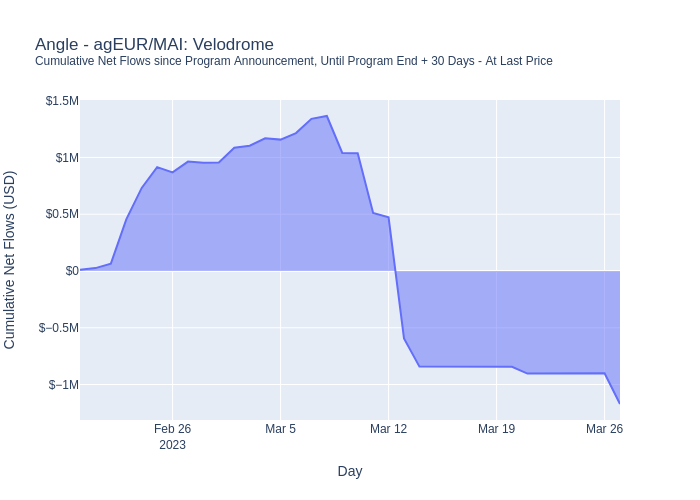 Angle - agEUR/MAI: Velodrome
Cumulative Net Flows since Program Announcement, Until Program End + 30 Days - At Last Price
Cumulative Net Flows (USD)
$1.5M
$1M
$0.5M
$0
$−0.5M
$−1M
Feb 26
2023
Mar 5
Mar 12
Mar 19
Mar 26
Day